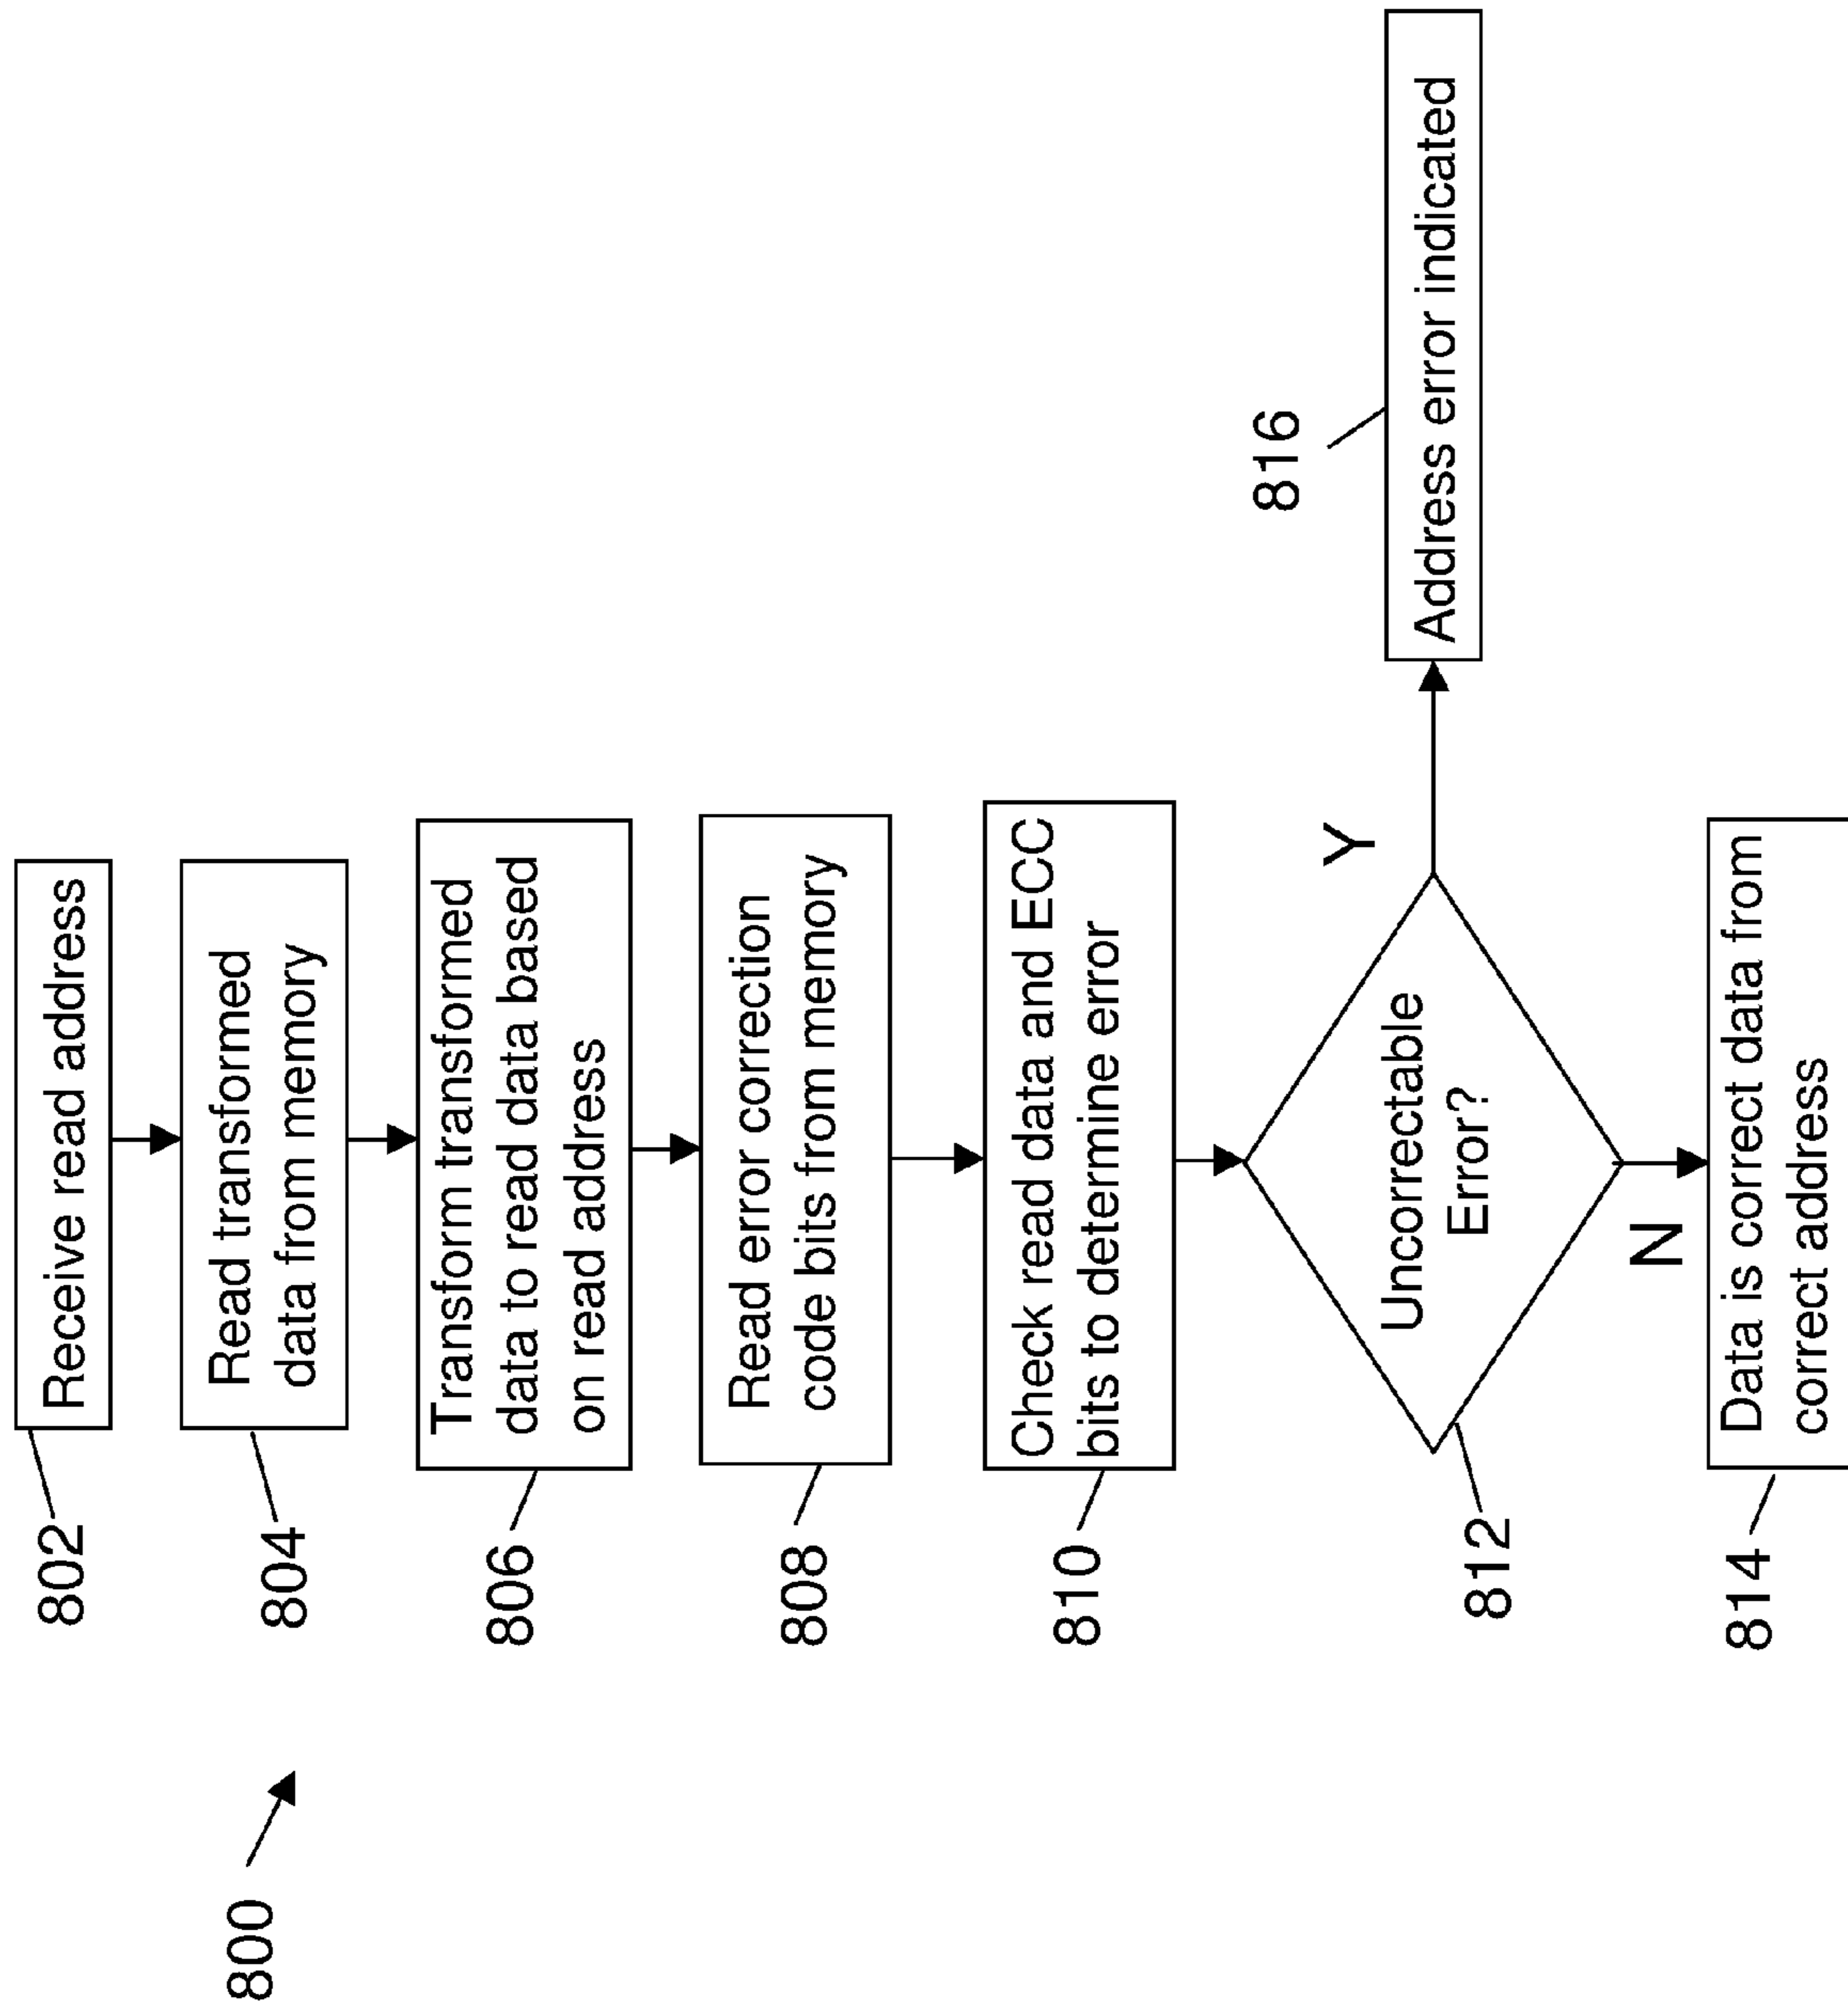 800
802
Receive read address
804
Read transformed
data from memory
806
Transform transformed
data to read data based
on read address
808
Read error correction
code bits from memory
810
Check read data and ECC
bits to determine error
812
Uncorrectable
Error?
Y
816
Address error indicated
N
814
Data is correct data from
correct address